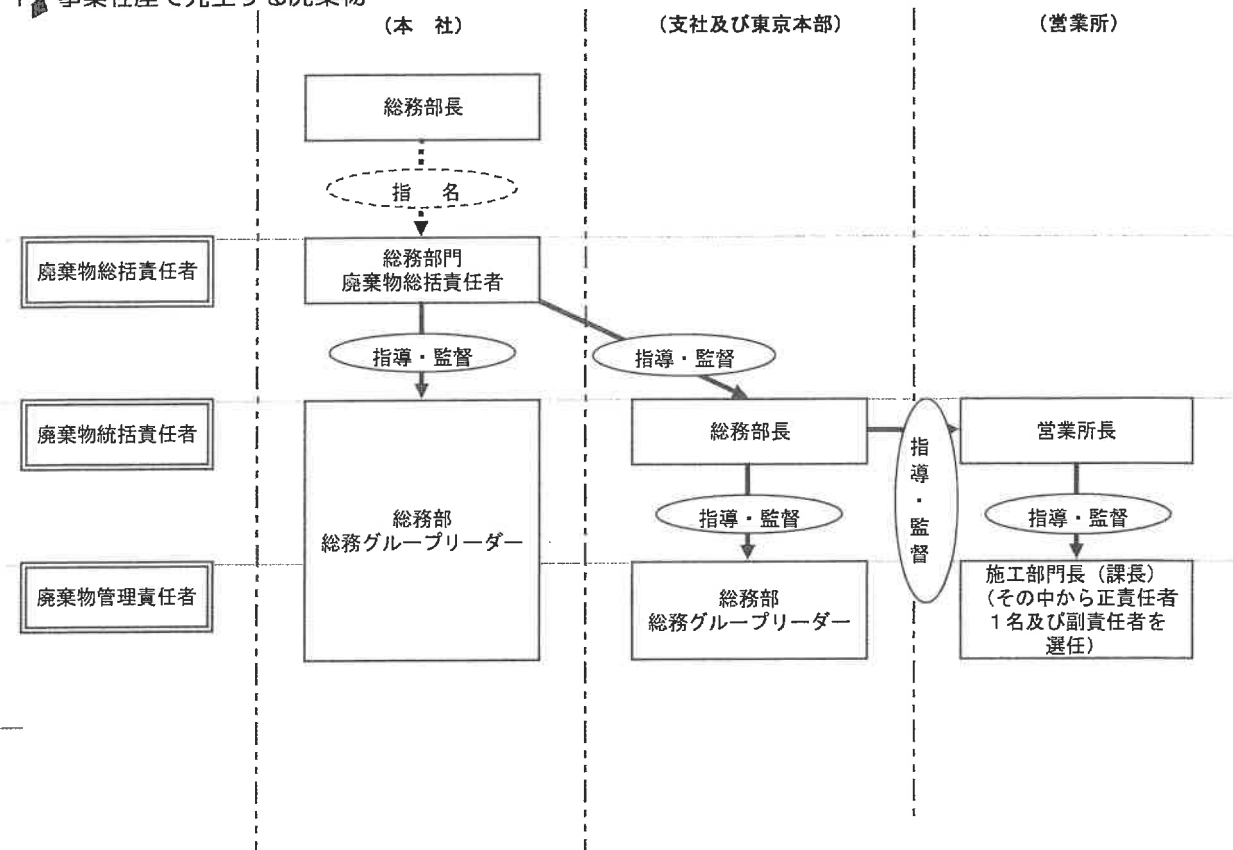 (本 社)
(支社及び東京本部)
(営業所)
総務部長
指 名
廃棄物総括責任者
総務部門
廃棄物総括責任者
指導・監督
指導・監督
廃棄物統括責任者
総務部長
営業所長
指導・監督
総務部
総務グループリーダー
指導・監督
指導・監督
廃棄物管理責任者
総務部
総務グループリーダー
施工部門長(課長)
(その中から正責任者
1名及び副責任者を
選任)